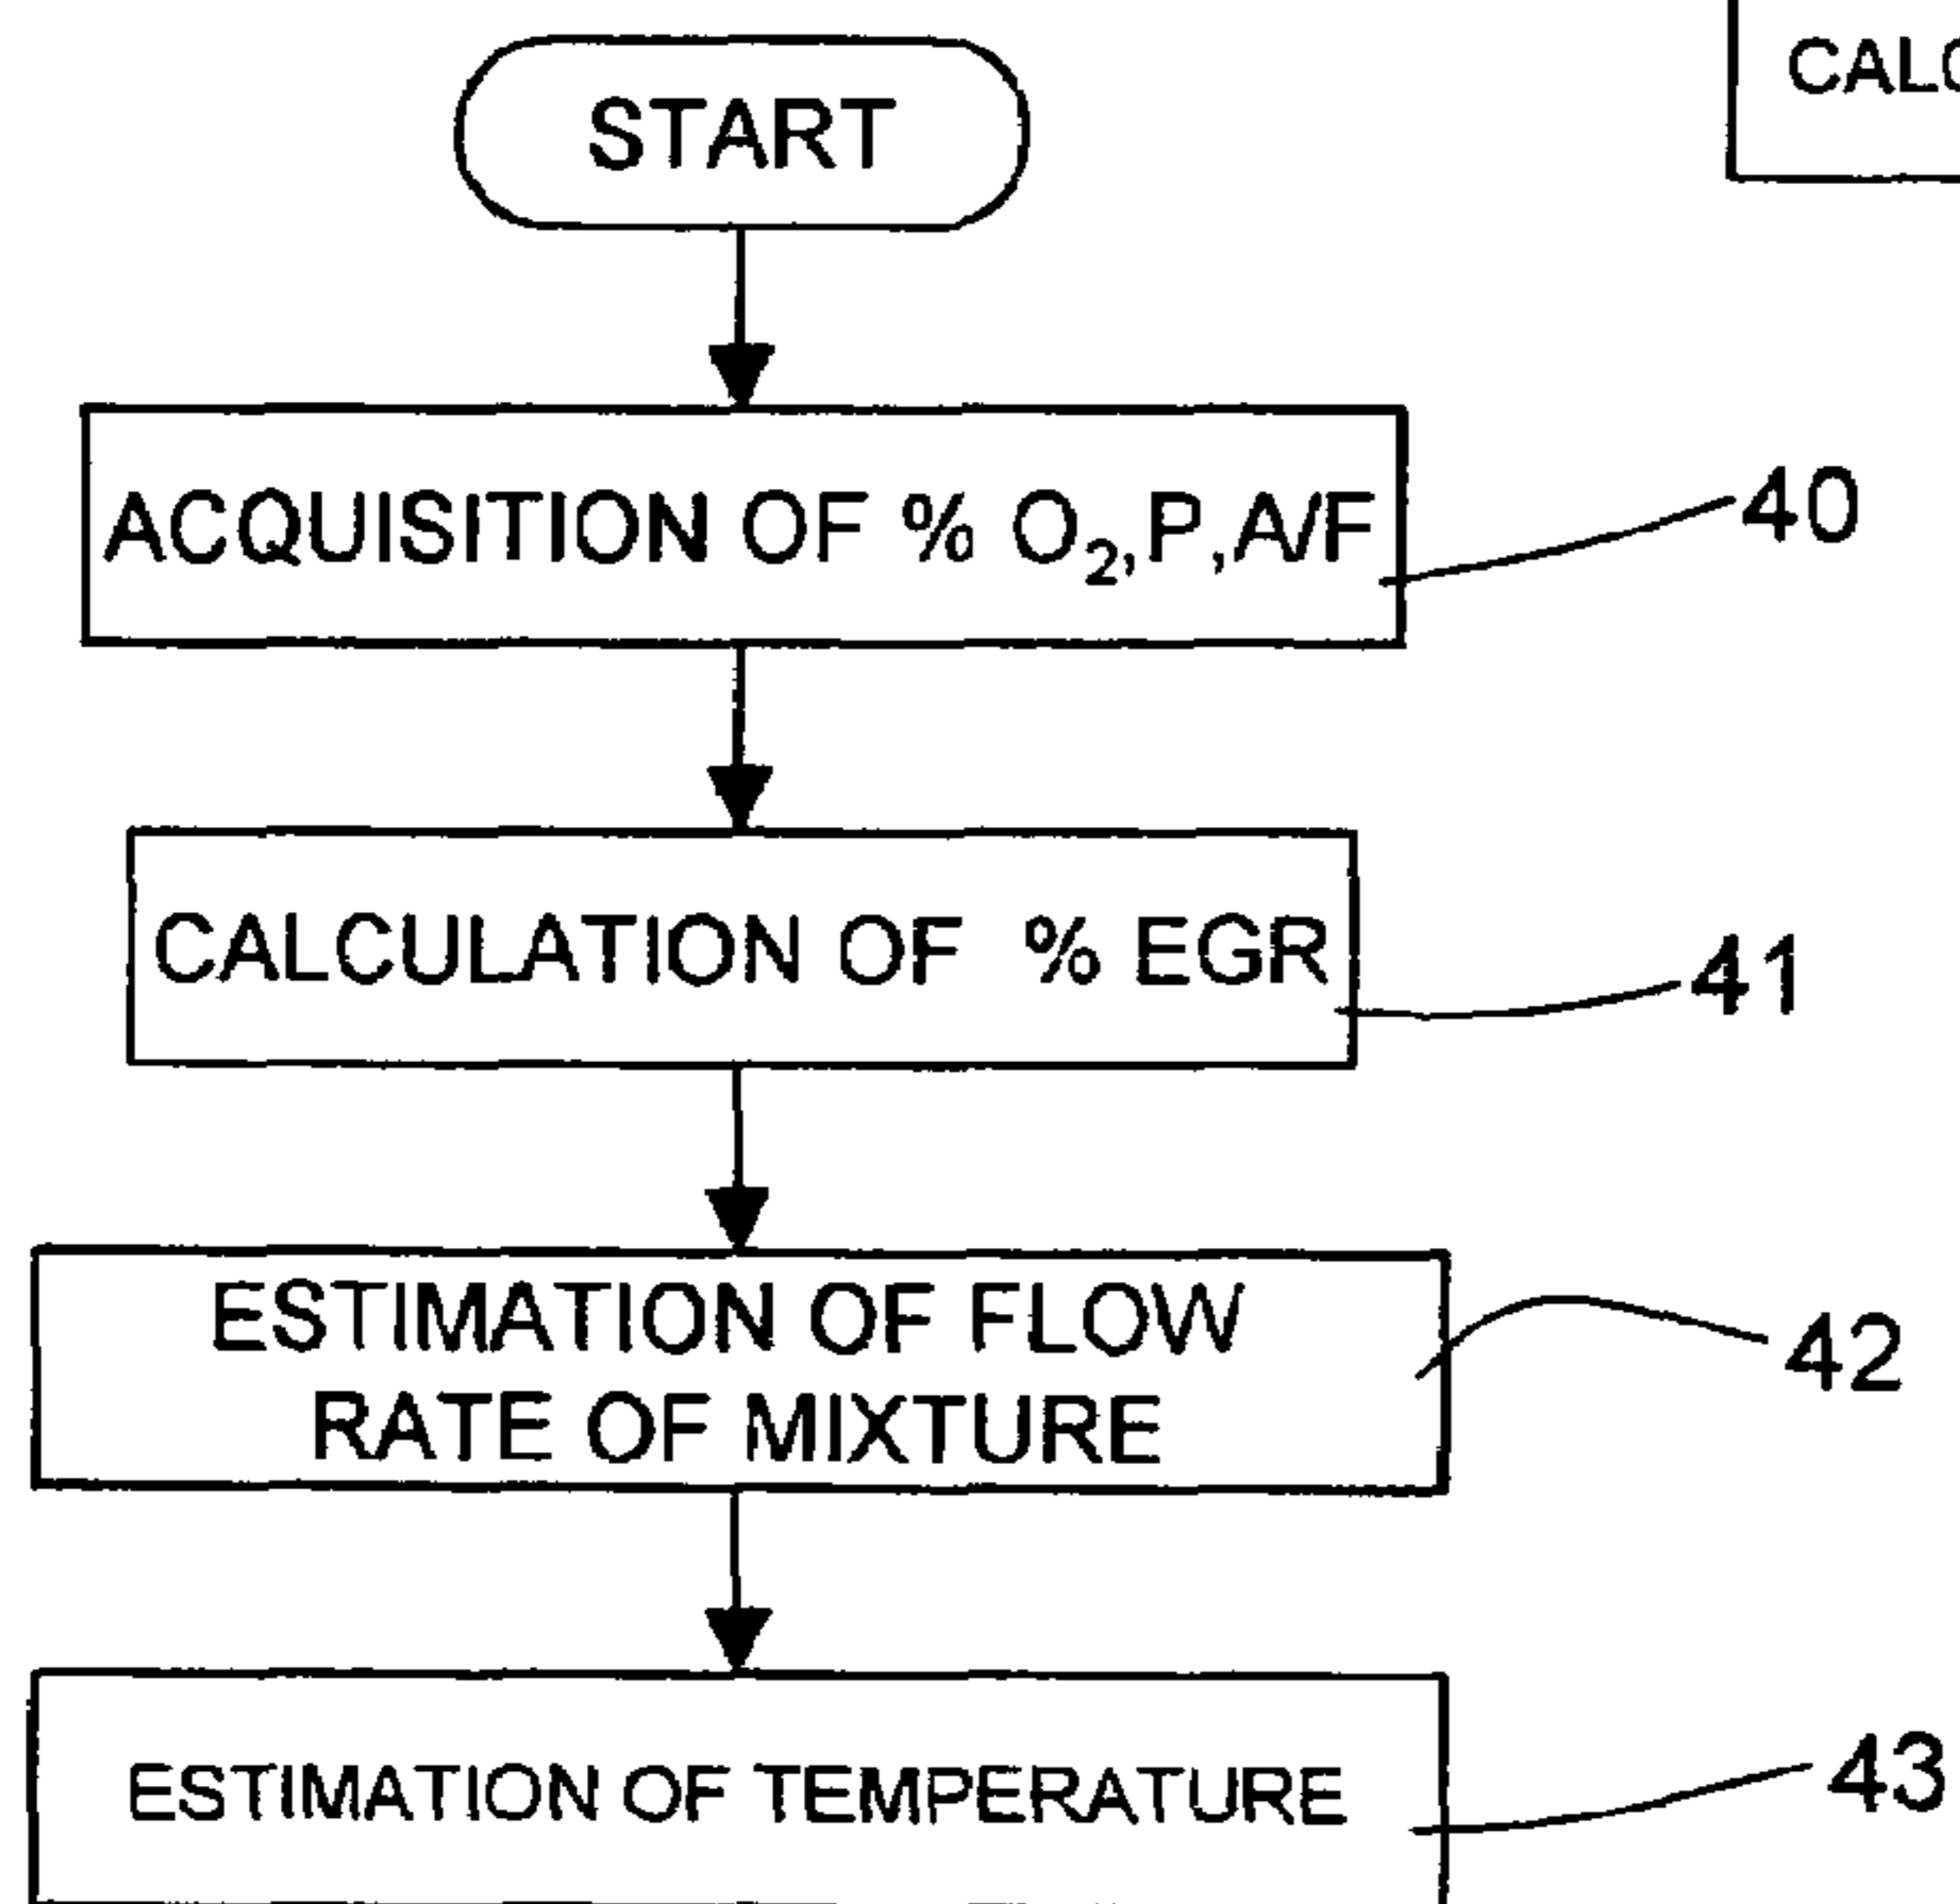 START
ACQUISITION OF % O₂,P,A/F
40
CALCULATION OF % EGR
41
ESTIMATION OF FLOW
RATE OF MIXTURE
42
ESTIMATION OF TEMPERATURE
43